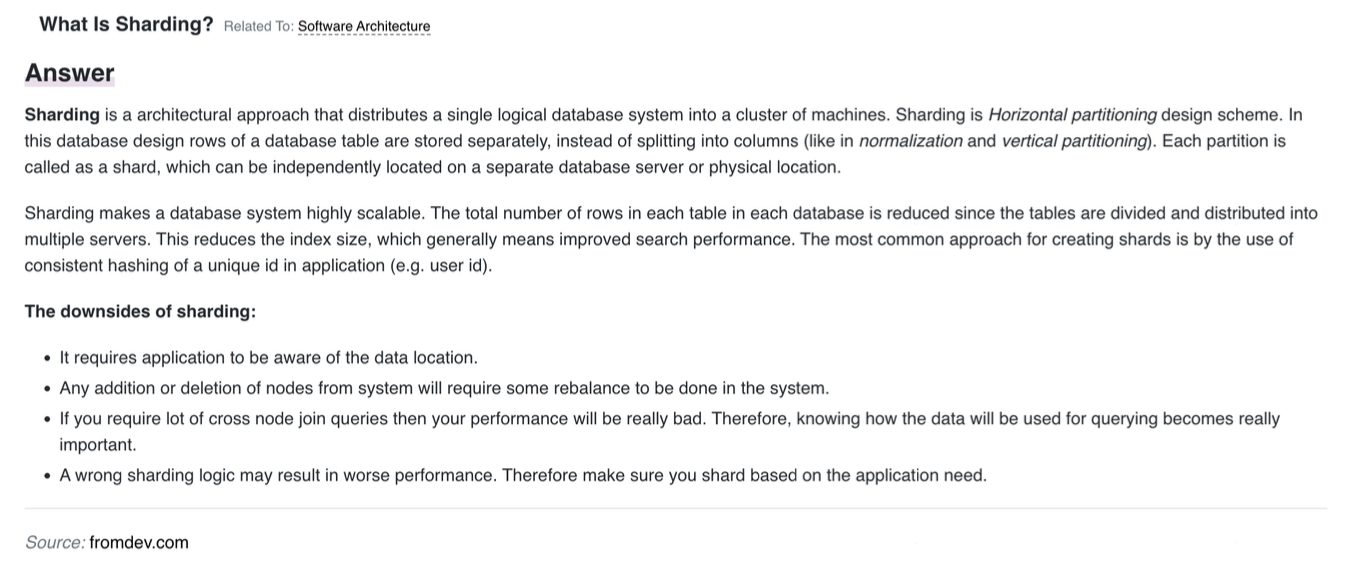 What Is Sharding? Related To: Software Architecture
Answer
Sharding is a architectural approach that distributes a single logical database system into a cluster of machines. Sharding is Horizontal partitioning design scheme. In
this database design rows of a database table are stored separately, instead of splitting into columns (like in normalization and vertical partitioning). Each partition is
called as a shard, which can be independently located on a separate database server or physical location.
Sharding makes a database system highly scalable. The total number of rows in each table in each database is reduced since the tables are divided and distributed into
multiple servers. This reduces the index size, which generally means improved search performance. The most common approach for creating shards is by the use of
consistent hashing of a unique id in application (e.g. user id).
The downsides of sharding:
• It requires application to be aware of the data location.
• Any addition or deletion of nodes from system will require some rebalance to be done in the system.
• If you require lot of cross node join queries then your performance will be really bad. Therefore, knowing how the data will be used for querying becomes really
important.
• A wrong sharding logic may result in worse performance. Therefore make sure you shard based on the application need.
Source: fromdev.com